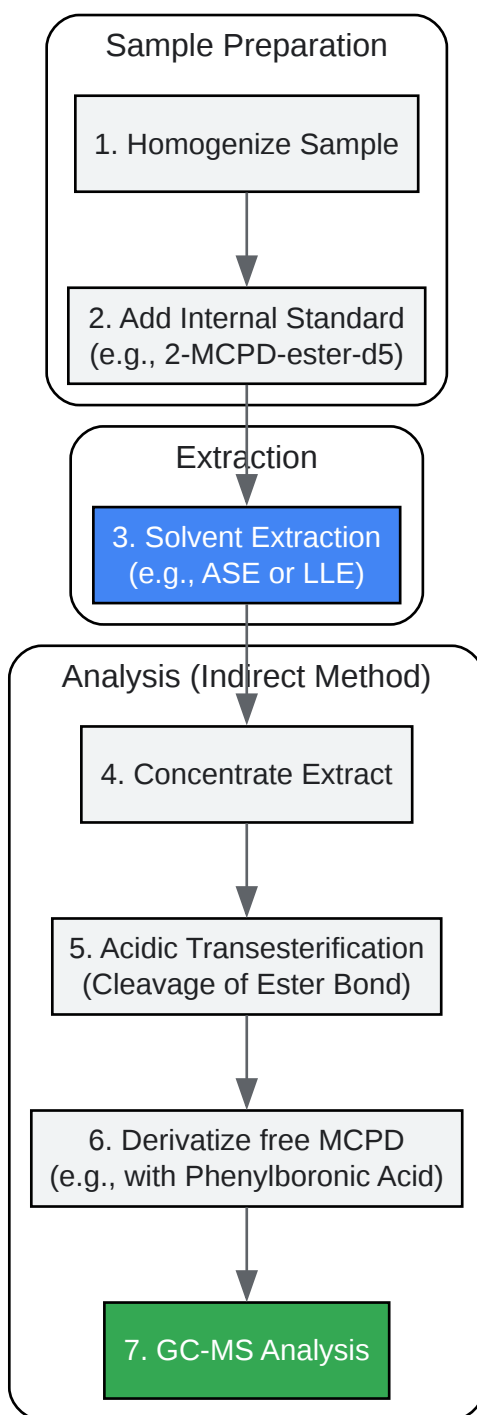 Sample Preparation
1. Homogenize Sample
2. Add Internal Standard
(e.g., 2-MCPD-ester-d5)
Extraction
3. Solvent Extraction
(e.g., ASE or LLE)
Analysis (Indirect Method)
4. Concentrate Extract
5. Acidic Transesterification
(Cleavage of Ester Bond)
6. Derivatize free MCPD
(e.g., with Phenylboronic Acid)
7. GC-MS Analysis